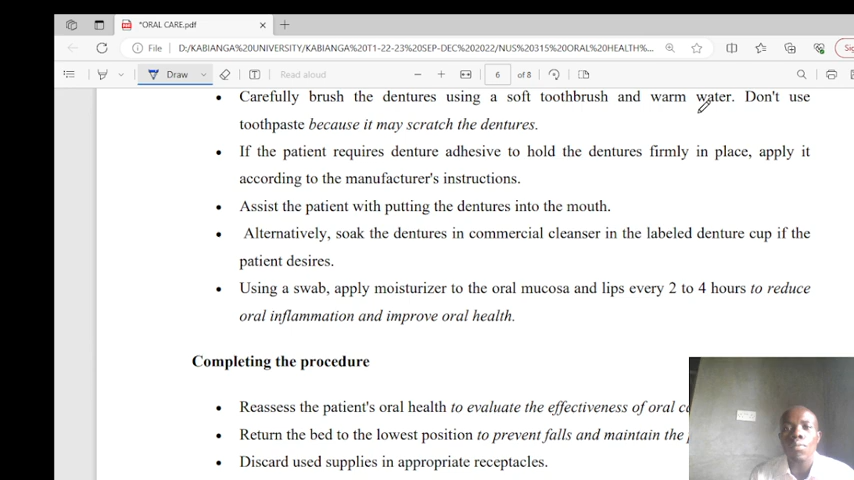 *ORAL CARE.pdf
File D:/KABIANGA%20UNIVERSITY/KABIANGA%20T1-22-23%20SEP-DEC%202022/NUS%20315%20ORAL%20HEALTH%...
Draw Read aloud 6 of 8
Carefully brush the dentures using a soft toothbrush and warm water. Don't use
toothpaste because it may scratch the dentures.
If the patient requires denture adhesive to hold the dentures firmly in place, apply it
according to the manufacturer's instructions.
Assist the patient with putting the dentures into the mouth.
Alternatively, soak the dentures in commercial cleanser in the labeled denture cup if the
patient desires.
Using a swab, apply moisturizer to the oral mucosa and lips every 2 to 4 hours to reduce
oral inflammation and improve oral health.
Completing the procedure
Reassess the patient's oral health to evaluate the effectiveness of oral
Return the bed to the lowest position to prevent falls and maintain the
Discard used supplies in appropriate receptacles.